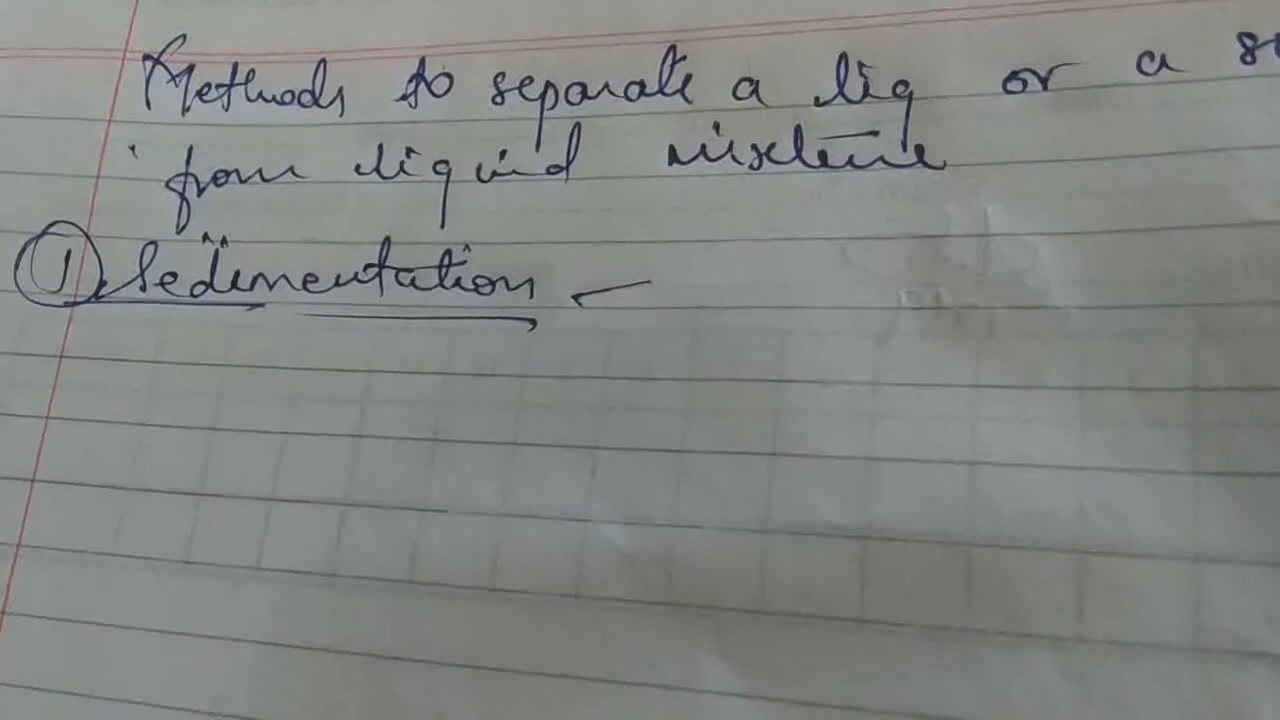 Methods to separate a liq or a
from liquid mixture
① Sedimentation –